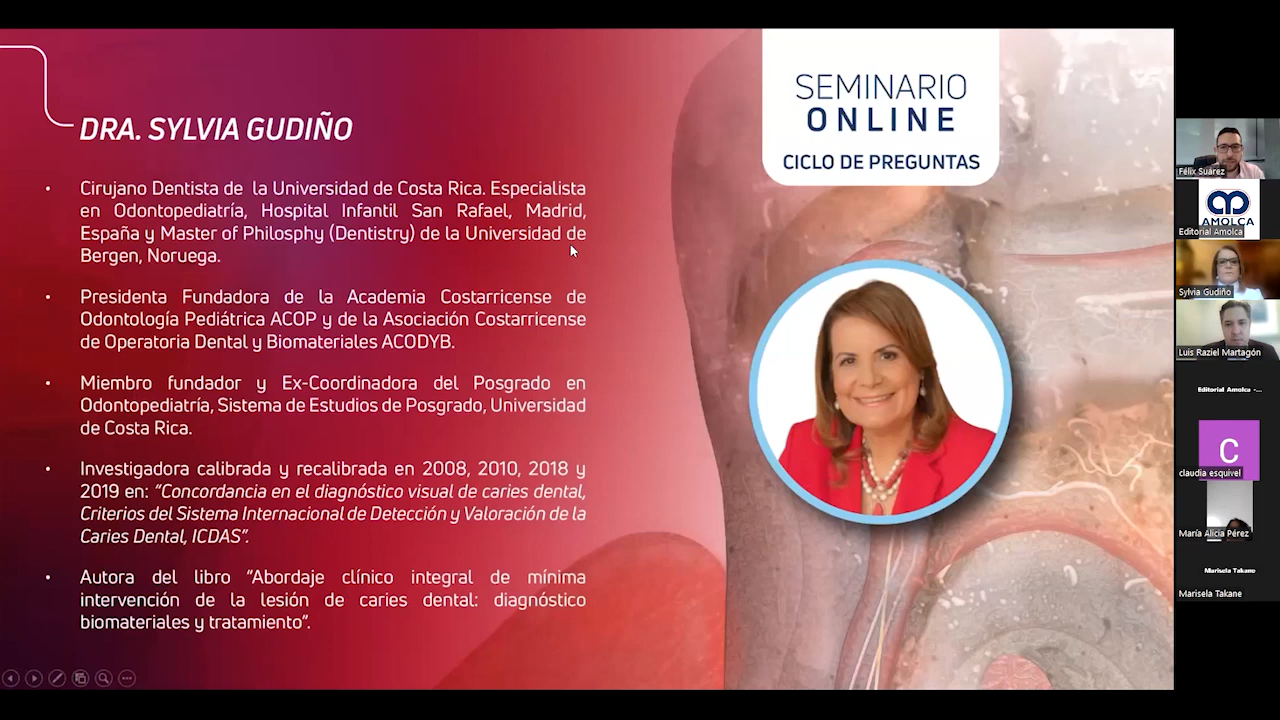 SEMINARIO
ONLINE
CICLO DE PREGUNTAS
DRA. SYLVIA GUDIÑO
• Cirujano Dentista de la Universidad de Costa Rica. Especialista
en Odontopediatría, Hospital Infantil San Rafael, Madrid,
España y Master of Philosphy (Dentistry) de la Universidad de
Bergen, Noruega.
• Presidenta Fundadora de la Academia Costarricense de
Odontología Pediátrica ACOP y de la Asociación Costarricense
de Operatoria Dental y Biomateriales ACODYB.
• Miembro fundador y Ex-Coordinadora del Posgrado en
Odontopediatría, Sistema de Estudios de Posgrado, Universidad
de Costa Rica.
• Investigadora calibrada y recalibrada en 2008, 2010, 2018 y
2019 en: “Concordancia en el diagnóstico visual de caries dental,
Criterios del Sistema Internacional de Detección y Valoración de la
Caries Dental, ICDAS”.
• Autora del libro “Abordaje clínico integral de mínima
intervención de la lesión de caries dental: diagnóstico
biomateriales y tratamiento”.
Félix Suárez
AMOLCA
Editorial Amolca
Sylvia Gudiño
Luis Raziel Martagón
Editorial Amolca -...
C
claudia esquivel
María Alicia Pérez
Marisela Takane
Marisela Takane